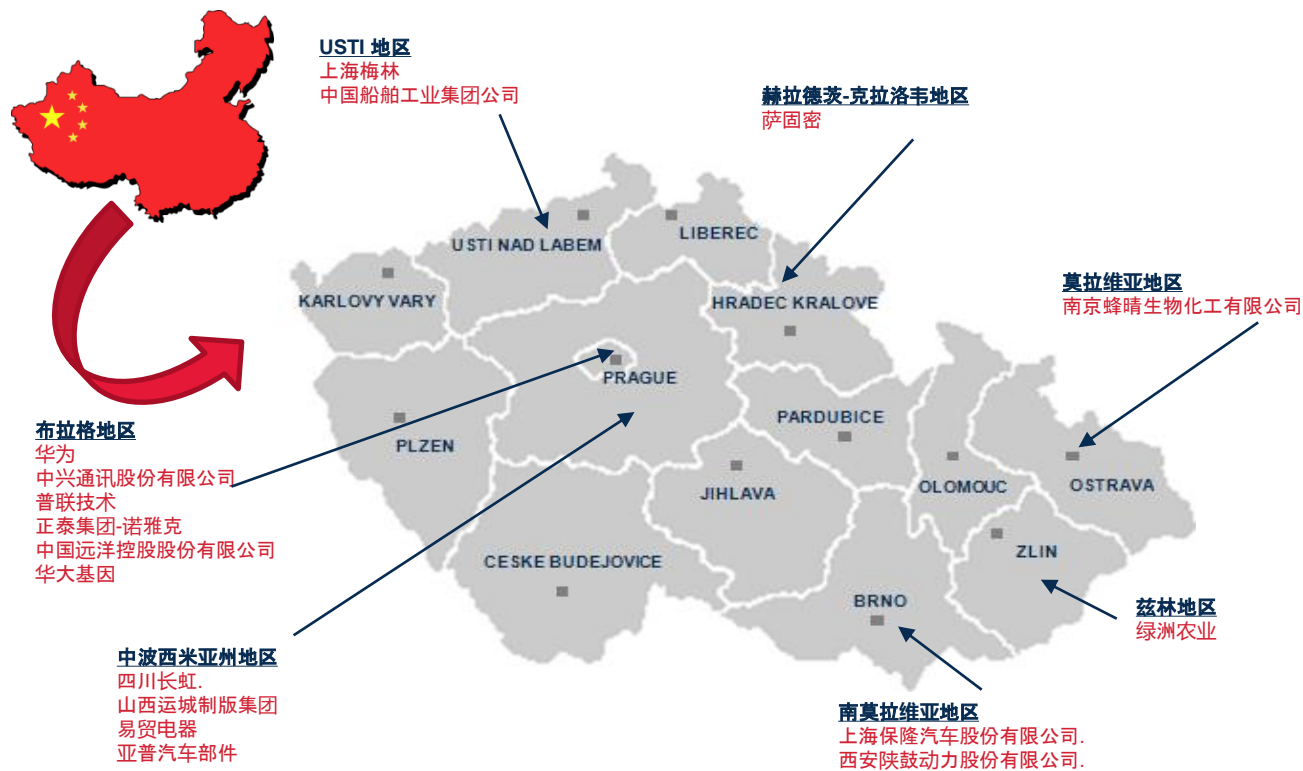 USTI 地区
上海梅林
中国船舶工业集团公司
赫拉德茨-克拉洛韦地区
萨固密
USTI NAD LABEM
LIBEREC
KARLOVY VARY
HRADEC KRALOVE
莫拉维亚地区
南京蜂晴生物化工有限公司
PRAGUE
PLZEN
PARDUBICE
JIHLAVA
OLOMOUC
OSTRAVA
布拉格地区
华为
中兴通讯股份有限公司
普联技术
正泰集团-诺雅克
中国远洋控股股份有限公司
华大基因
CESKE BUDEJOVICE
ZLIN
BRNO
兹林地区
绿洲农业
中波西米亚州地区
四川长虹.
山西运城制版集团
易贸电器
亚普汽车部件
南莫拉维亚地区
上海保隆汽车股份有限公司.
西安陕鼓动力股份有限公司.